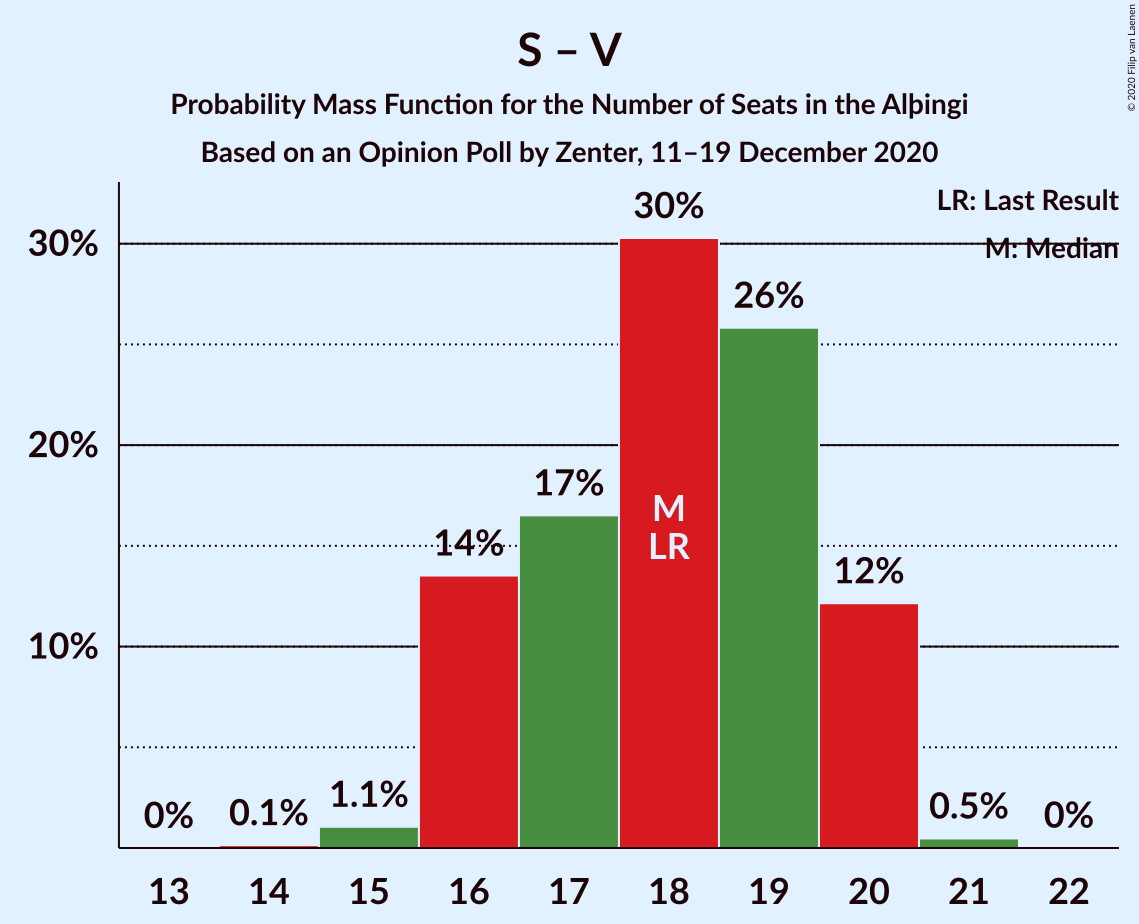 S – V
Probability Mass Function for the Number of Seats in the Alþingi
Based on an Opinion Poll by Zenter, 11–19 December 2020
© 2020 Filip van Laenen
LR: Last Result
M: Median
30%
20%
10%
0%
0.1%
1.1%
14%
17%
30%
26%
12%
0.5%
0%
M
LR
13 14 15 16 17 18 19 20 21 22